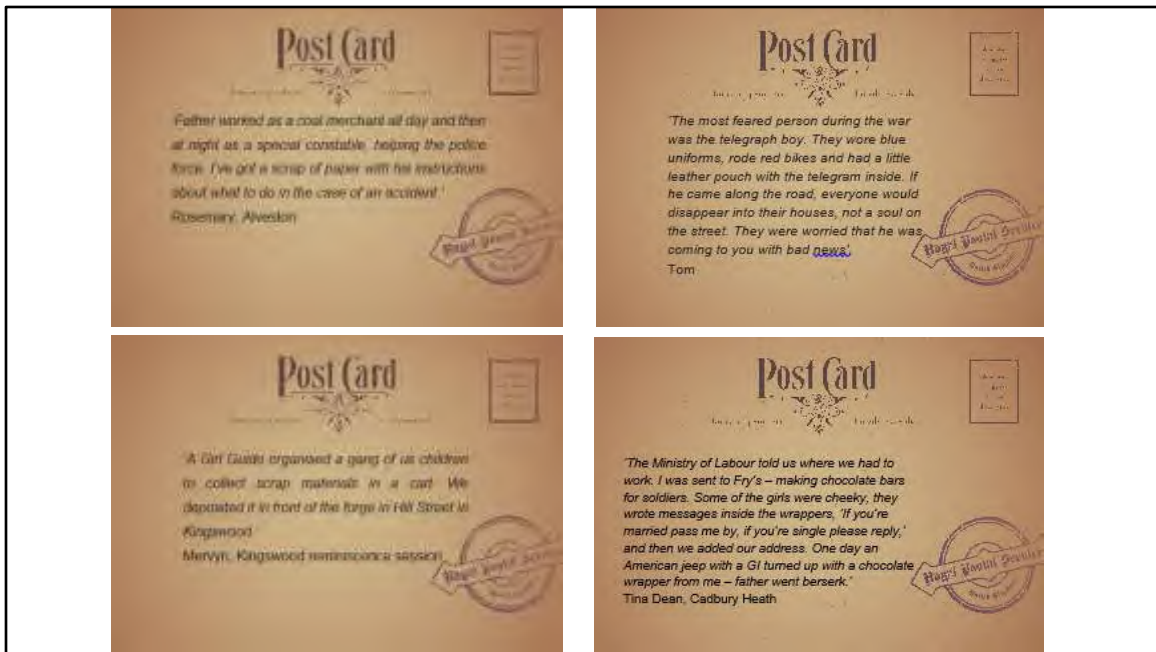 Post Card
'Father worked as a coal merchant all day and then
at night as a special constable, helping the police
force. I've got a scrap of paper with his instructions
about what to do in the case of an accident.'
Rosemary, Alveston
Post Card
'The most feared person during the war
was the telegraph boy. They wore blue
uniforms, rode red bikes and had a little
leather pouch with the telegram inside. If
he came along the road, everyone would
disappear into their houses, not a soul on
the street. They were worried that he was
coming to you with bad news'.
Tom
Post Card
'A Girl Guide organised a gang of us children
to collect scrap materials in a cart. We
deposited it in front of the forge in Hill Street in
Kingswood
Mervyn, Kingswood reminiscence session
Post Card
'The Ministry of Labour told us where we had to
work. I was sent to Fry's – making chocolate bars
for soldiers. Some of the girls were cheeky, they
wrote messages inside the wrappers, 'If you're
married pass me by, if you're single please reply,'
and then we added our address. One day an
American jeep with a GI turned up with a chocolate
wrapper from me – father went berserk.'
Tina Dean, Cadbury Heath